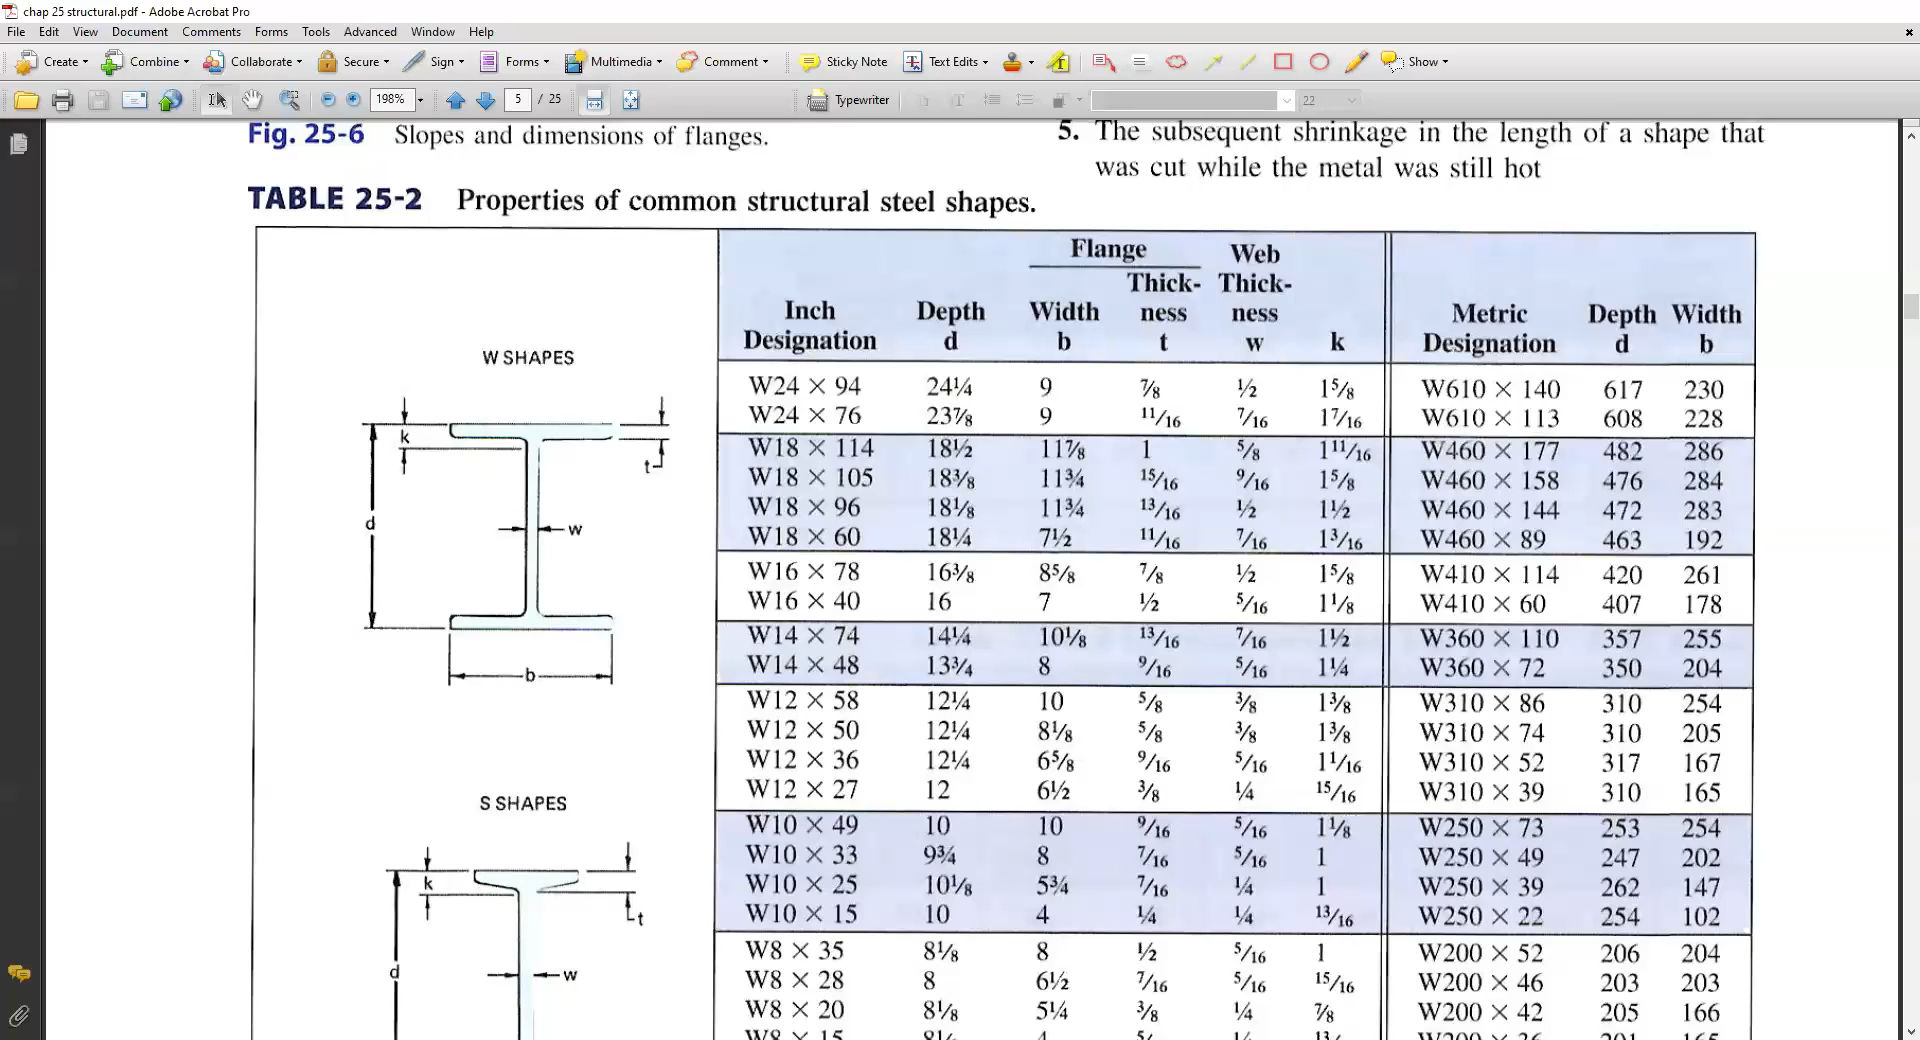 chap 25 structural.pdf - Adobe Acrobat Pro
File Edit View Document Comments Forms Tools Advanced Window Help
Create Combine Collaborate Secure Sign Forms Multimedia Comment Sticky Note Text Edits Show
198% 5 / 25 Typewriter 22
Fig. 25-6 Slopes and dimensions of flanges.
5. The subsequent shrinkage in the length of a shape that
was cut while the metal was still hot
TABLE 25-2 Properties of common structural steel shapes.
Flange Web
Thick- Thick-
Inch Depth Width ness ness Metric Depth Width
Designation d b t w k Designation d b
W SHAPES
k
t
d
w
b
S SHAPES
k
t
d
w
W24 × 94 24¼ 9 ⅞ ½ 1⅝ W610 × 140 617 230
W24 × 76 23⅞ 9 11/16 7/16 17/16 W610 × 113 608 228
W18 × 114 18½ 11⅞ 1 ⅝ 111/16 W460 × 177 482 286
W18 × 105 18⅜ 11¾ 15/16 9/16 1⅝ W460 × 158 476 284
W18 × 96 18⅛ 11¾ 13/16 ½ 1½ W460 × 144 472 283
W18 × 60 18¼ 7½ 11/16 7/16 13/16 W460 × 89 463 192
W16 × 78 16⅜ 8⅝ ⅞ ½ 1⅝ W410 × 114 420 261
W16 × 40 16 7 ½ 5/16 1⅛ W410 × 60 407 178
W14 × 74 14¼ 10⅛ 13/16 7/16 1½ W360 × 110 357 255
W14 × 48 13¾ 8 9/16 5/16 1¼ W360 × 72 350 204
W12 × 58 12¼ 10 ⅝ ⅜ 1⅜ W310 × 86 310 254
W12 × 50 12¼ 8⅛ ⅝ ⅜ 1⅜ W310 × 74 310 205
W12 × 36 12¼ 6⅝ 9/16 5/16 11/16 W310 × 52 317 167
W12 × 27 12 6½ ⅜ ¼ 15/16 W310 × 39 310 165
W10 × 49 10 10 9/16 5/16 1⅛ W250 × 73 253 254
W10 × 33 9¾ 8 7/16 5/16 1 W250 × 49 247 202
W10 × 25 10⅛ 5¾ 7/16 ¼ 1 W250 × 39 262 147
W10 × 15 10 4 ¼ ¼ 13/16 W250 × 22 254 102
W8 × 35 8⅛ 8 ½ 5/16 1 W200 × 52 206 204
W8 × 28 8 6½ 7/16 5/16 15/16 W200 × 46 203 203
W8 × 20 8⅛ 5¼ ⅜ ¼ ⅞ W200 × 42 205 166